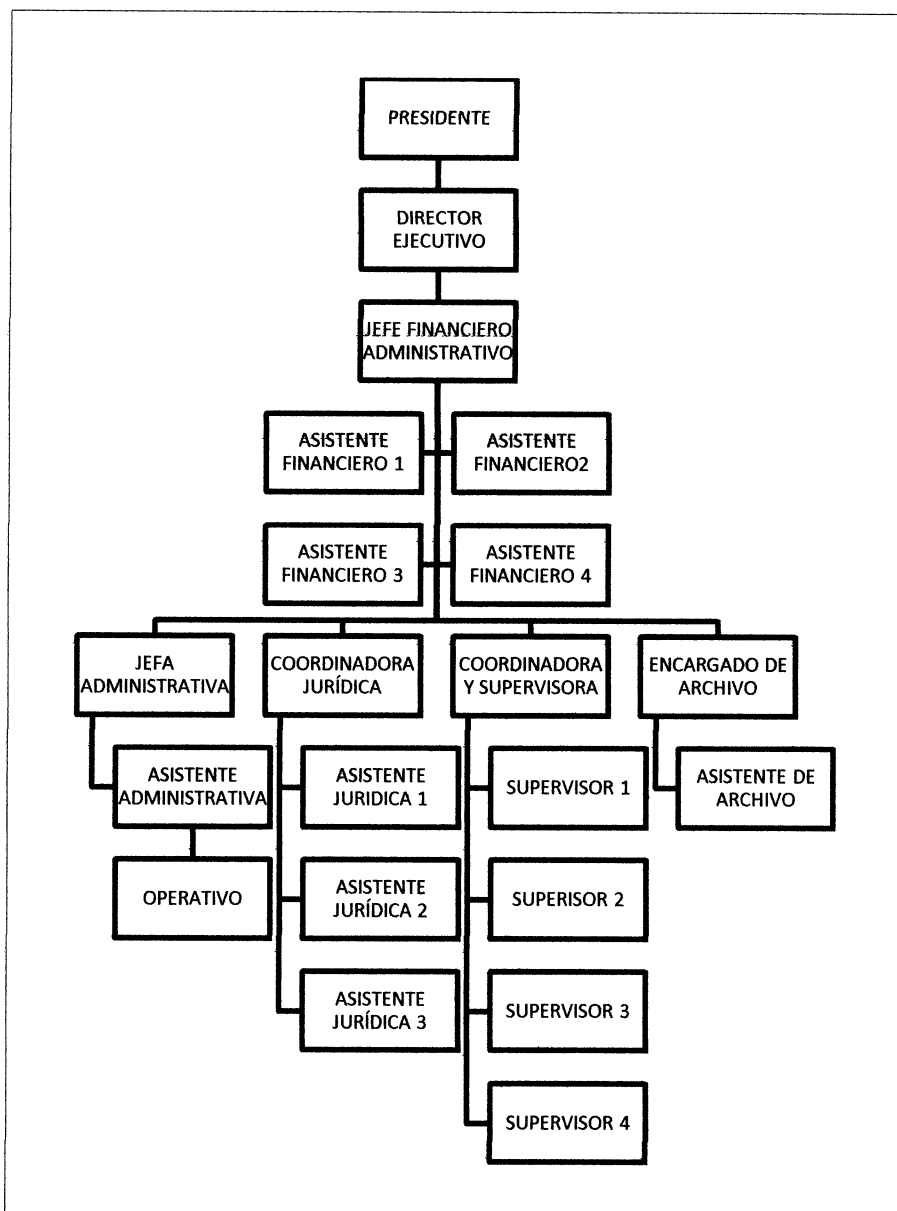 PRESIDENTE
DIRECTOR
EJECUTIVO
JEFE FINANCIERO
ADMINISTRATIVO
ASISTENTE
FINANCIERO 1
ASISTENTE
FINANCIERO2
ASISTENTE
FINANCIERO 3
ASISTENTE
FINANCIERO 4
JEFA
ADMINISTRATIVA
COORDINADORA
JURÍDICA
COORDINADORA
Y SUPERVISORA
ENCARGADO DE
ARCHIVO
ASISTENTE
ADMINISTRATIVA
ASISTENTE
JURIDICA 1
SUPERVISOR 1
ASISTENTE DE
ARCHIVO
OPERATIVO
ASISTENTE
JURÍDICA 2
SUPERISOR 2
ASISTENTE
JURÍDICA 3
SUPERVISOR 3
SUPERVISOR 4